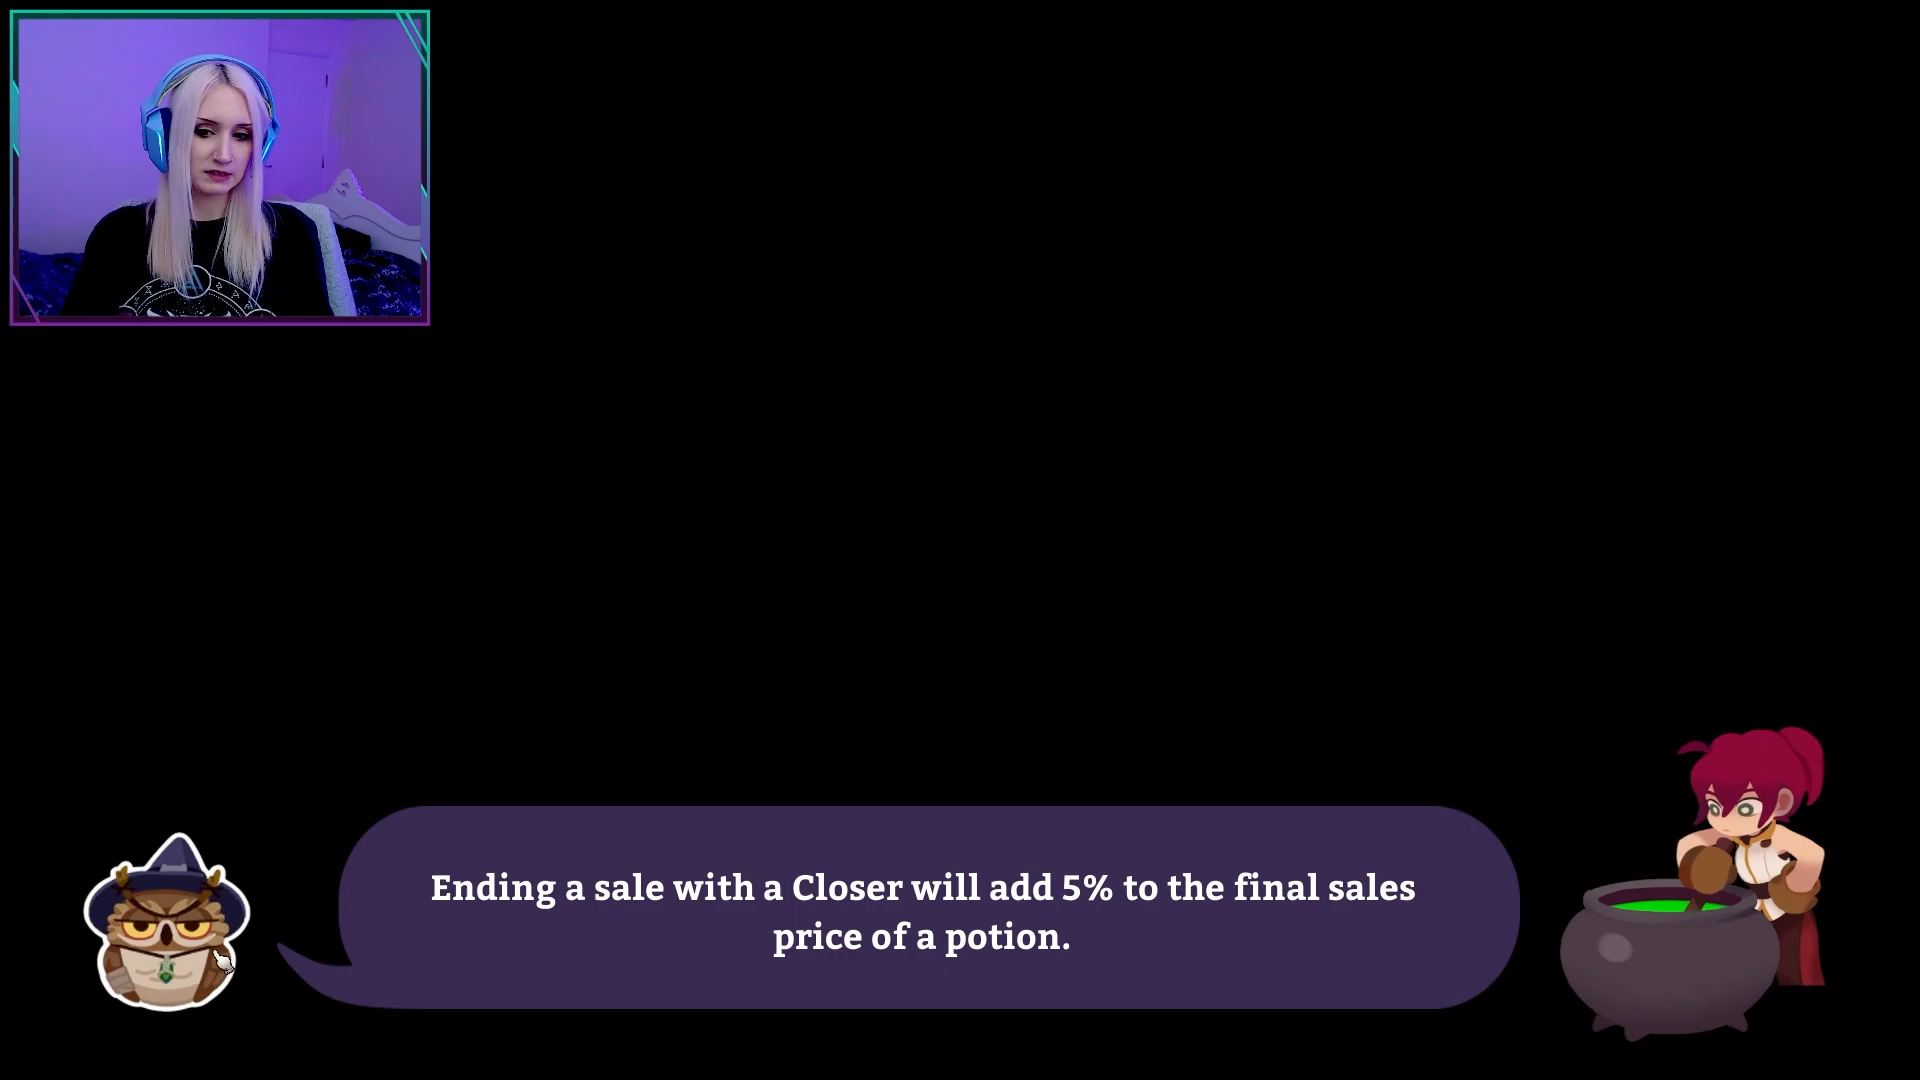 Ending a sale with a Closer will add 5% to the final sales
price of a potion.